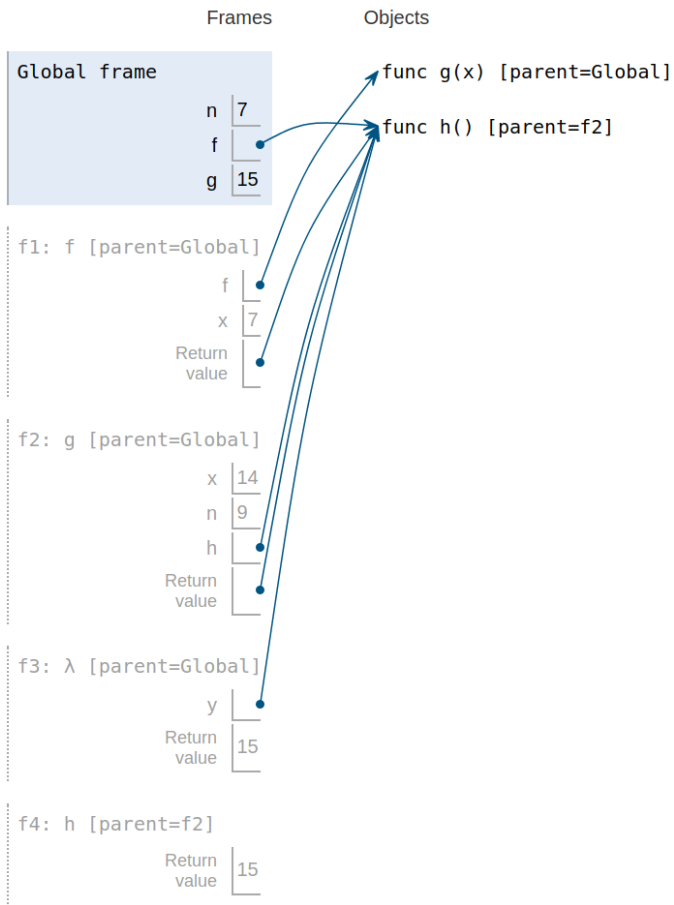 Frames Objects
Global frame
func g(x) [parent=Global]
n 7
func h() [parent=f2]
f
g 15
f1: f [parent=Global]
f
x 7
Return
value
f2: g [parent=Global]
x 14
n 9
h
Return
value
f3: λ [parent=Global]
y
Return
value 15
f4: h [parent=f2]
Return
value 15